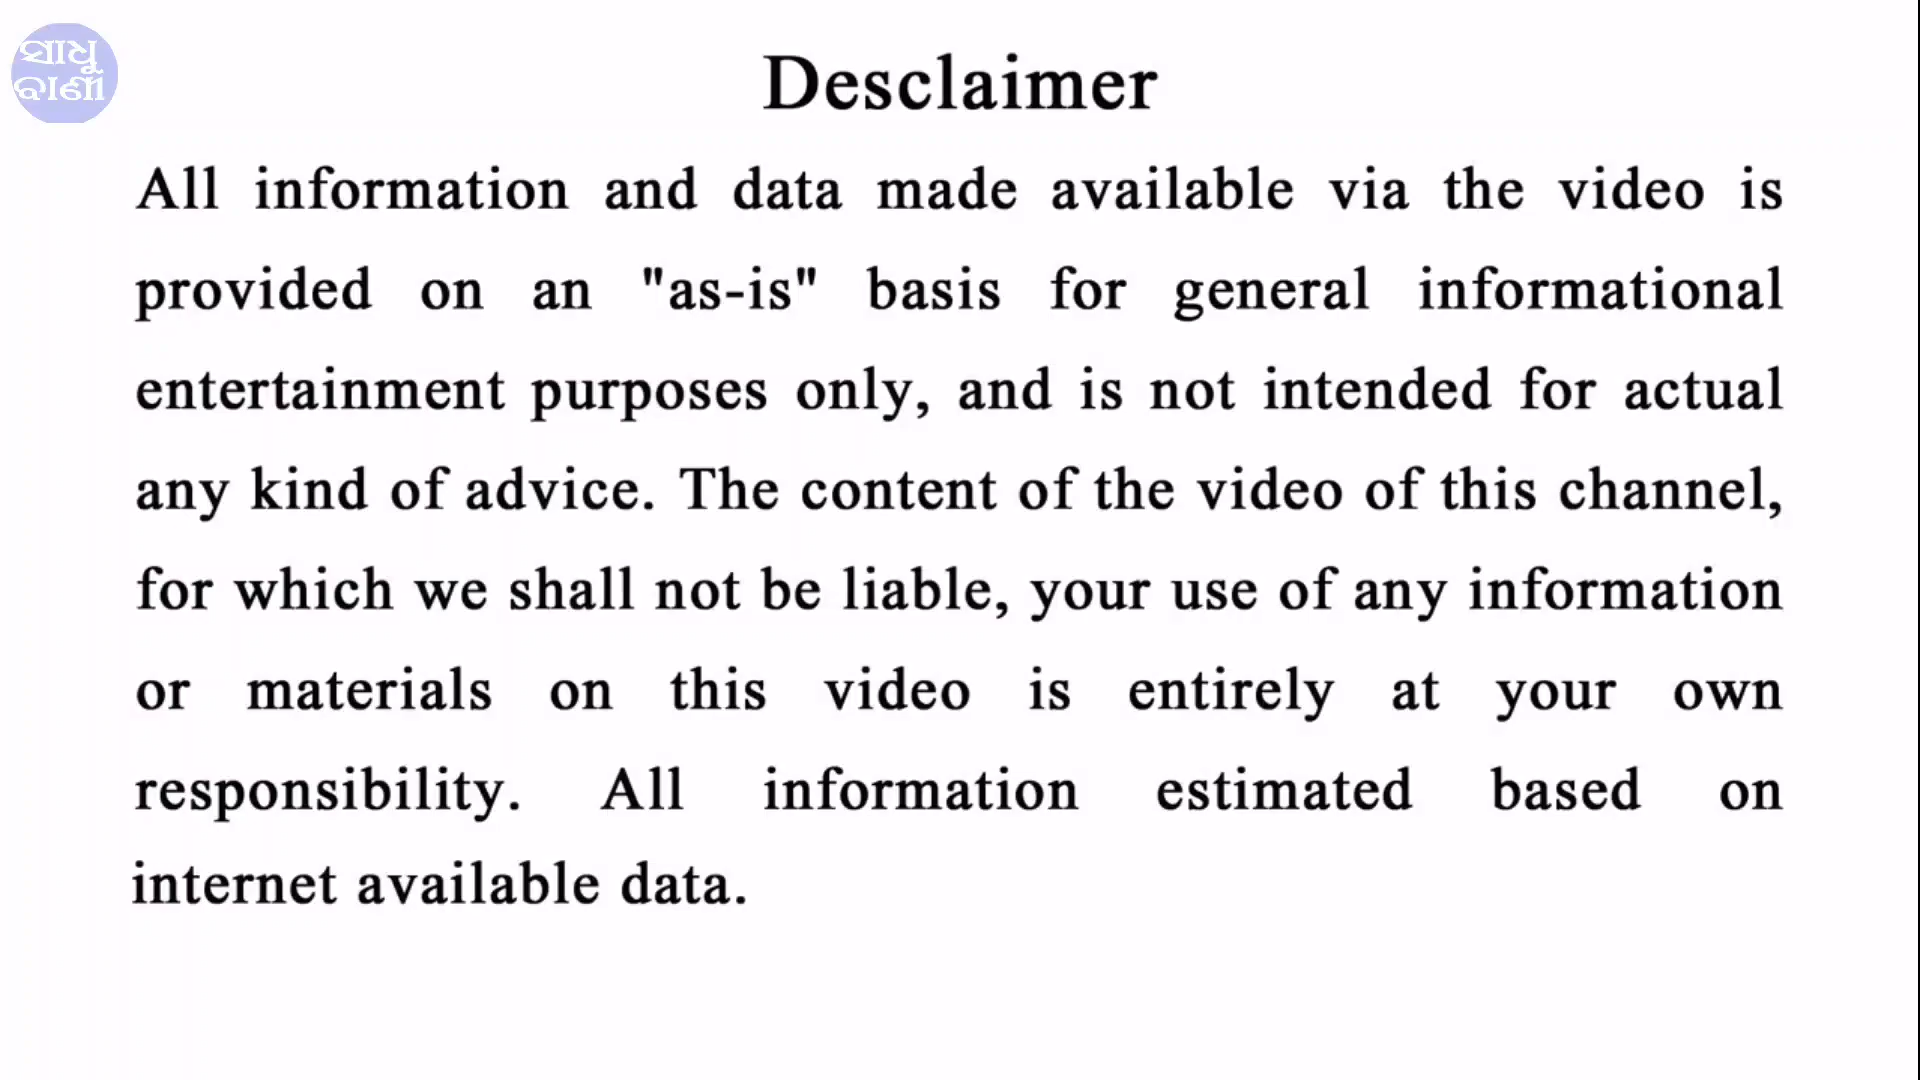 ସାଧୁ
ବାଣୀ
Desclaimer
All information and data made available via the video is
provided on an "as-is" basis for general informational
entertainment purposes only, and is not intended for actual
any kind of advice. The content of the video of this channel,
for which we shall not be liable, your use of any information
or materials on this video is entirely at your own
responsibility. All information estimated based on
internet available data.